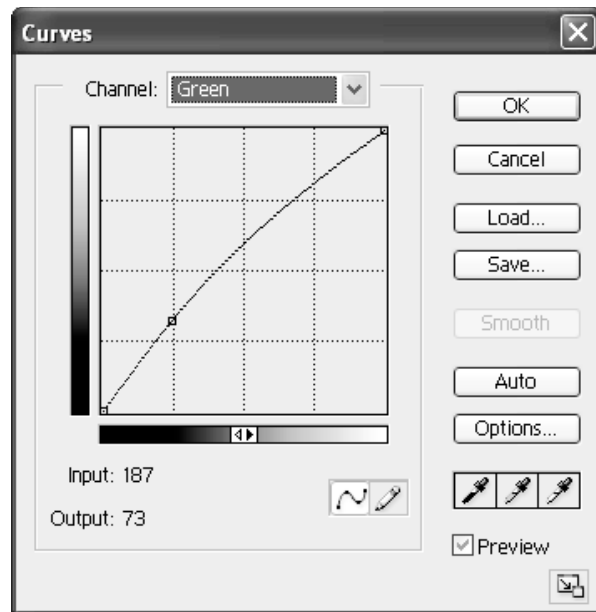 Curves
Channel: Green
OK
Cancel
Load...
Save...
Smooth
Auto
Options...
Input: 187
Output: 73
Preview